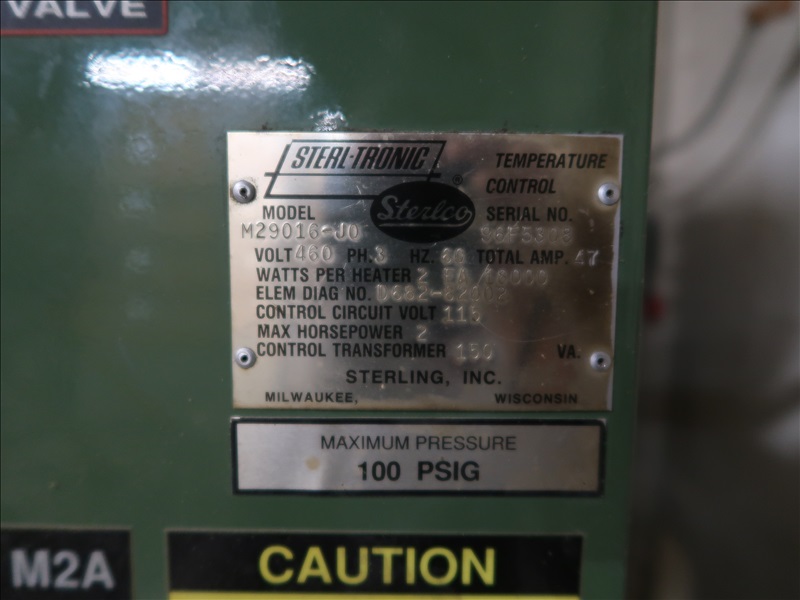 VALVE
STERL-TRONIC TEMPERATURE
CONTROL
Sterlco ®
MODEL SERIAL NO.
M29016-J0
VOLT 460 PH. 3 HZ. 60 TOTAL AMP. 47
WATTS PER HEATER 2
ELEM DIAG NO.
CONTROL CIRCUIT VOLT 115
MAX HORSEPOWER 2
CONTROL TRANSFORMER 150 VA.
STERLING, INC.
MILWAUKEE, WISCONSIN
MAXIMUM PRESSURE
100 PSIG
M2A
CAUTION